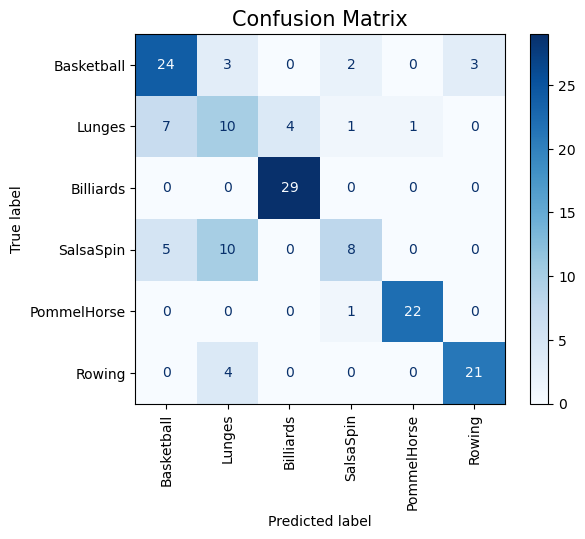 Confusion Matrix
True label
Basketball 24 3 0 2 0 3
Lunges 7 10 4 1 1 0
Billiards 0 0 29 0 0 0
SalsaSpin 5 10 0 8 0 0
PommelHorse 0 0 0 1 22 0
Rowing 0 4 0 0 0 21
Basketball Lunges Billiards SalsaSpin PommelHorse Rowing
Predicted label
25
20
15
10
5
0